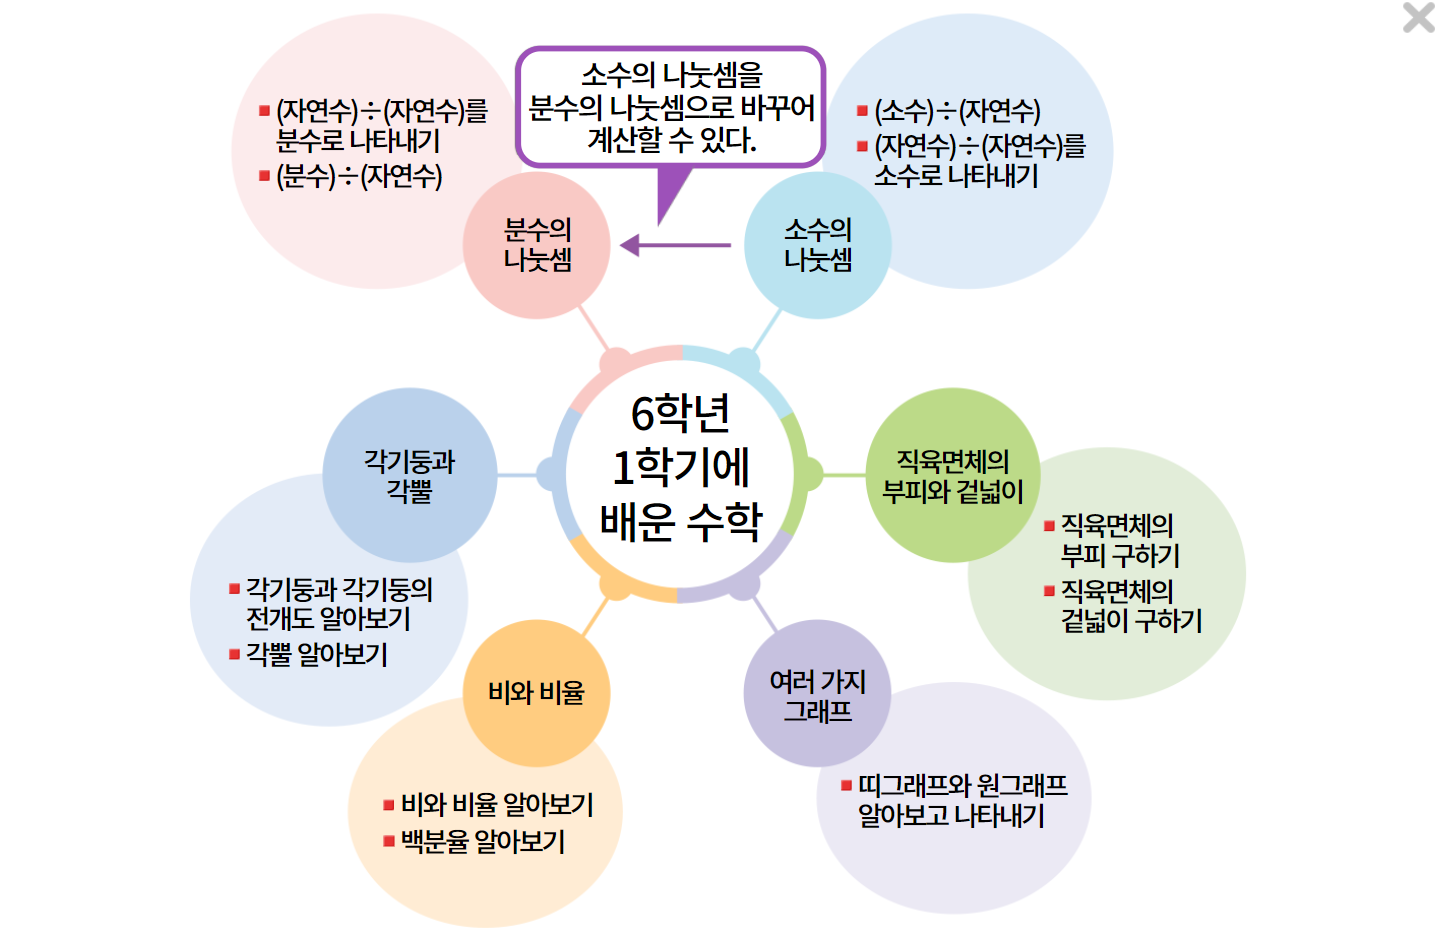 소수의 나눗셈을
분수의 나눗셈으로 바꾸어
계산할 수 있다.
(자연수)÷(자연수)를
분수로 나타내기
(분수)÷(자연수)
(소수)÷(자연수)
(자연수)÷(자연수)를
소수로 나타내기
분수의
나눗셈
소수의
나눗셈
6학년
1학기에
배운 수학
각기둥과
각뿔
각기둥과 각기둥의
전개도 알아보기
각뿔 알아보기
직육면체의
부피와 겉넓이
직육면체의
부피 구하기
직육면체의
겉넓이 구하기
비와 비율
비와 비율 알아보기
백분율 알아보기
여러 가지
그래프
띠그래프와 원그래프
알아보고 나타내기